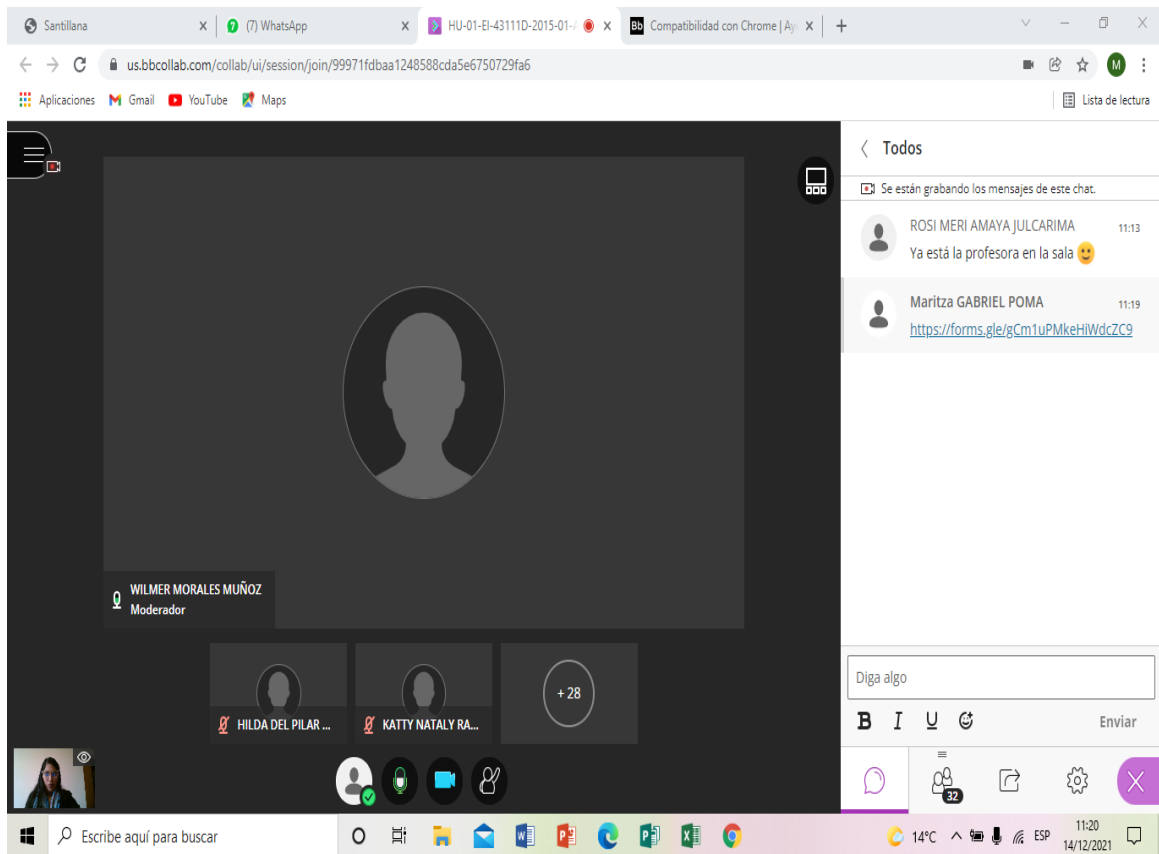 Santillana
(7) WhatsApp
HU-01-EI-43111D-2015-01-
Bb Compatibilidad con Chrome | Ay
us.bbcollab.com/collab/ui/session/join/99971fdbaa1248588cda5e6750729fa6
M
Aplicaciones Gmail YouTube Maps
Lista de lectura
Todos
Se están grabando los mensajes de este chat.
ROSI MERI AMAYA JULCARIMA 11:13
Ya está la profesora en la sala
Maritza GABRIEL POMA 11:19
https://forms.gle/gCm1uPMkeHiWdcZC9
WILMER MORALES MUÑOZ
Moderador
HILDA DEL PILAR ...
KATTY NATALY RA...
+ 28
Diga algo
B I U
Enviar
32
Escribe aquí para buscar
14°C
ESP
11:20
14/12/2021